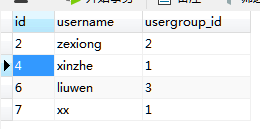 id username usergroup_id
2 zexiong 2
4 xinzhe 1
6 liuwen 3
7 xx 1